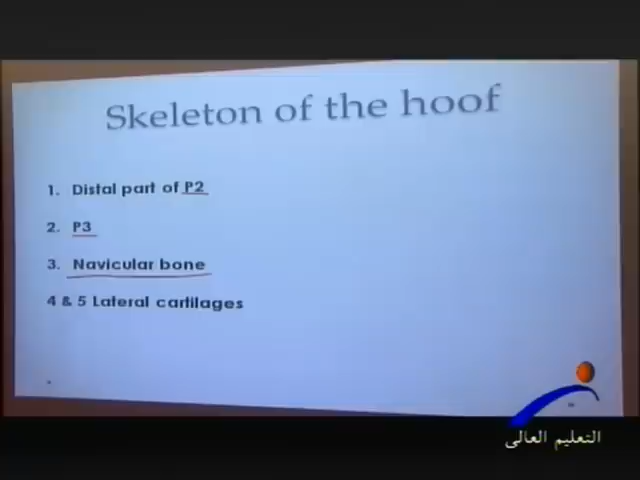 Skeleton of the hoof
1. Distal part of P2
2. P3
3. Navicular bone
4 & 5 Lateral cartilages
التعليم العالى